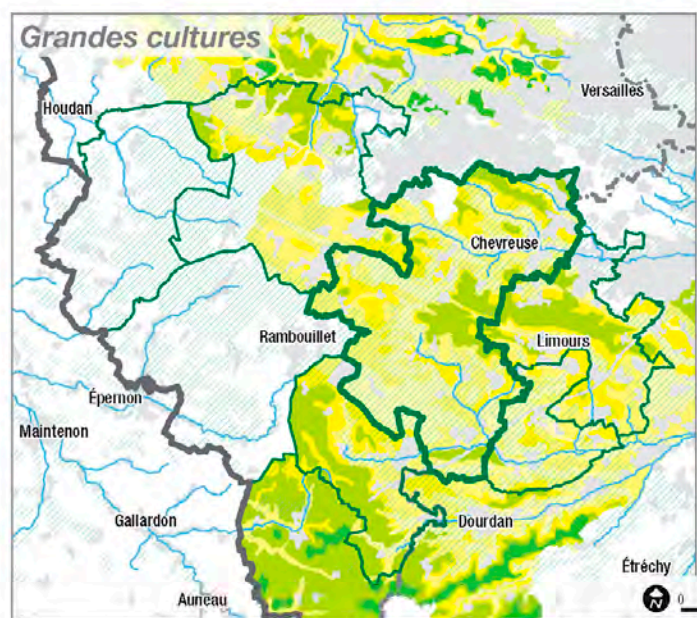 Grandes cultures
Versailles
Houdan
Chevreuse
Rambouillet
Limours
Épernon
Maintenon
Gallardon
Dourdan
Étréchy
Auneau
N
0